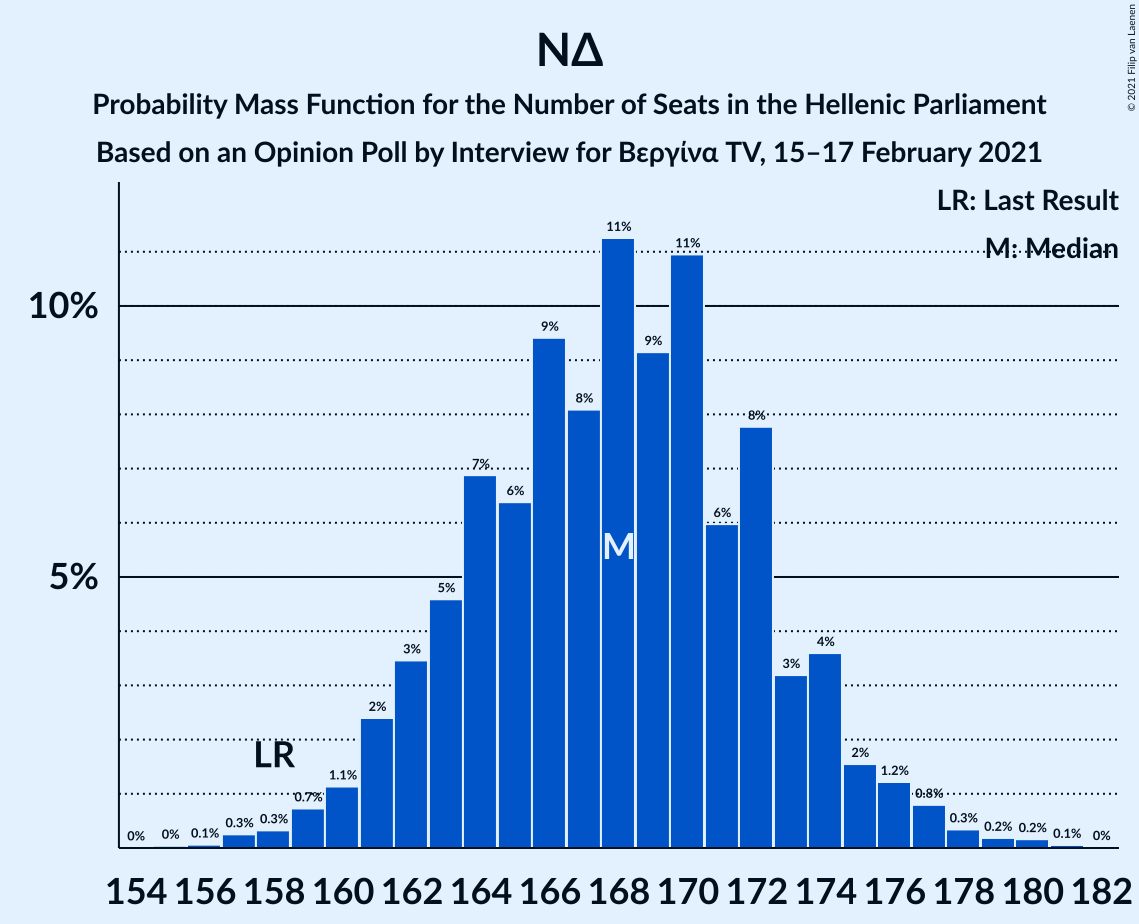 © 2021 Filip van Laenen
ΝΔ
Probability Mass Function for the Number of Seats in the Hellenic Parliament
Based on an Opinion Poll by Interview for Βεργίνα TV, 15–17 February 2021
LR: Last Result
M: Median
10%
5%
0% 0% 0.1% 0.3% 0.3% 0.7% 1.1% 2% 3% 5% 7% 6% 9% 8% 11% 9% 11% 6% 8% 3% 4% 2% 1.2% 0.8% 0.3% 0.2% 0.2% 0.1% 0%
LR
M
154 156 158 160 162 164 166 168 170 172 174 176 178 180 182